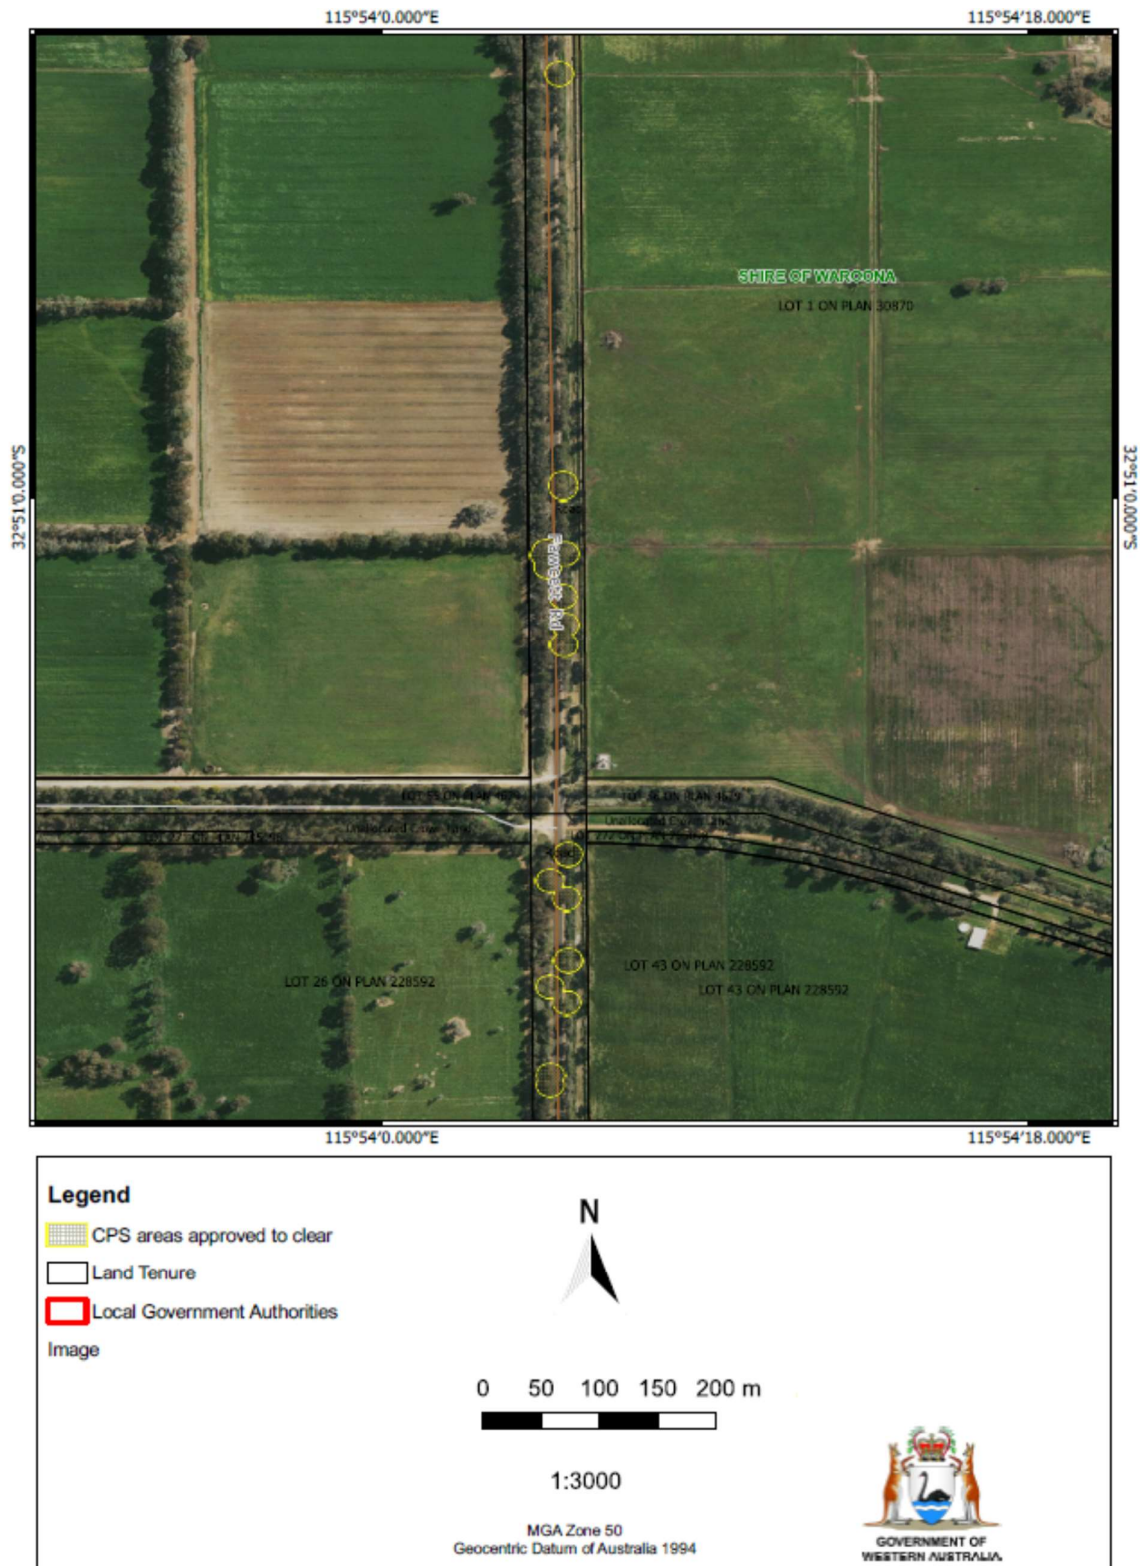 115°54′0.000″E
115°54′18.000″E
SHIRE OF WAROONA
LOT 1 ON PLAN 30870
32°51′0.000″S
32°51′0.000″S
Rd
Unallocated Crown
LOT 43 ON PLAN 228592
LOT 26 ON PLAN 228592
LOT 43 ON PLAN 228592
115°54′0.000″E
115°54′18.000″E
Legend
CPS areas approved to clear
Land Tenure
Local Government Authorities
Image
N
0 50 100 150 200 m
1:3000
MGA Zone 50
Geocentric Datum of Australia 1994
GOVERNMENT OF
WESTERN AUSTRALIA